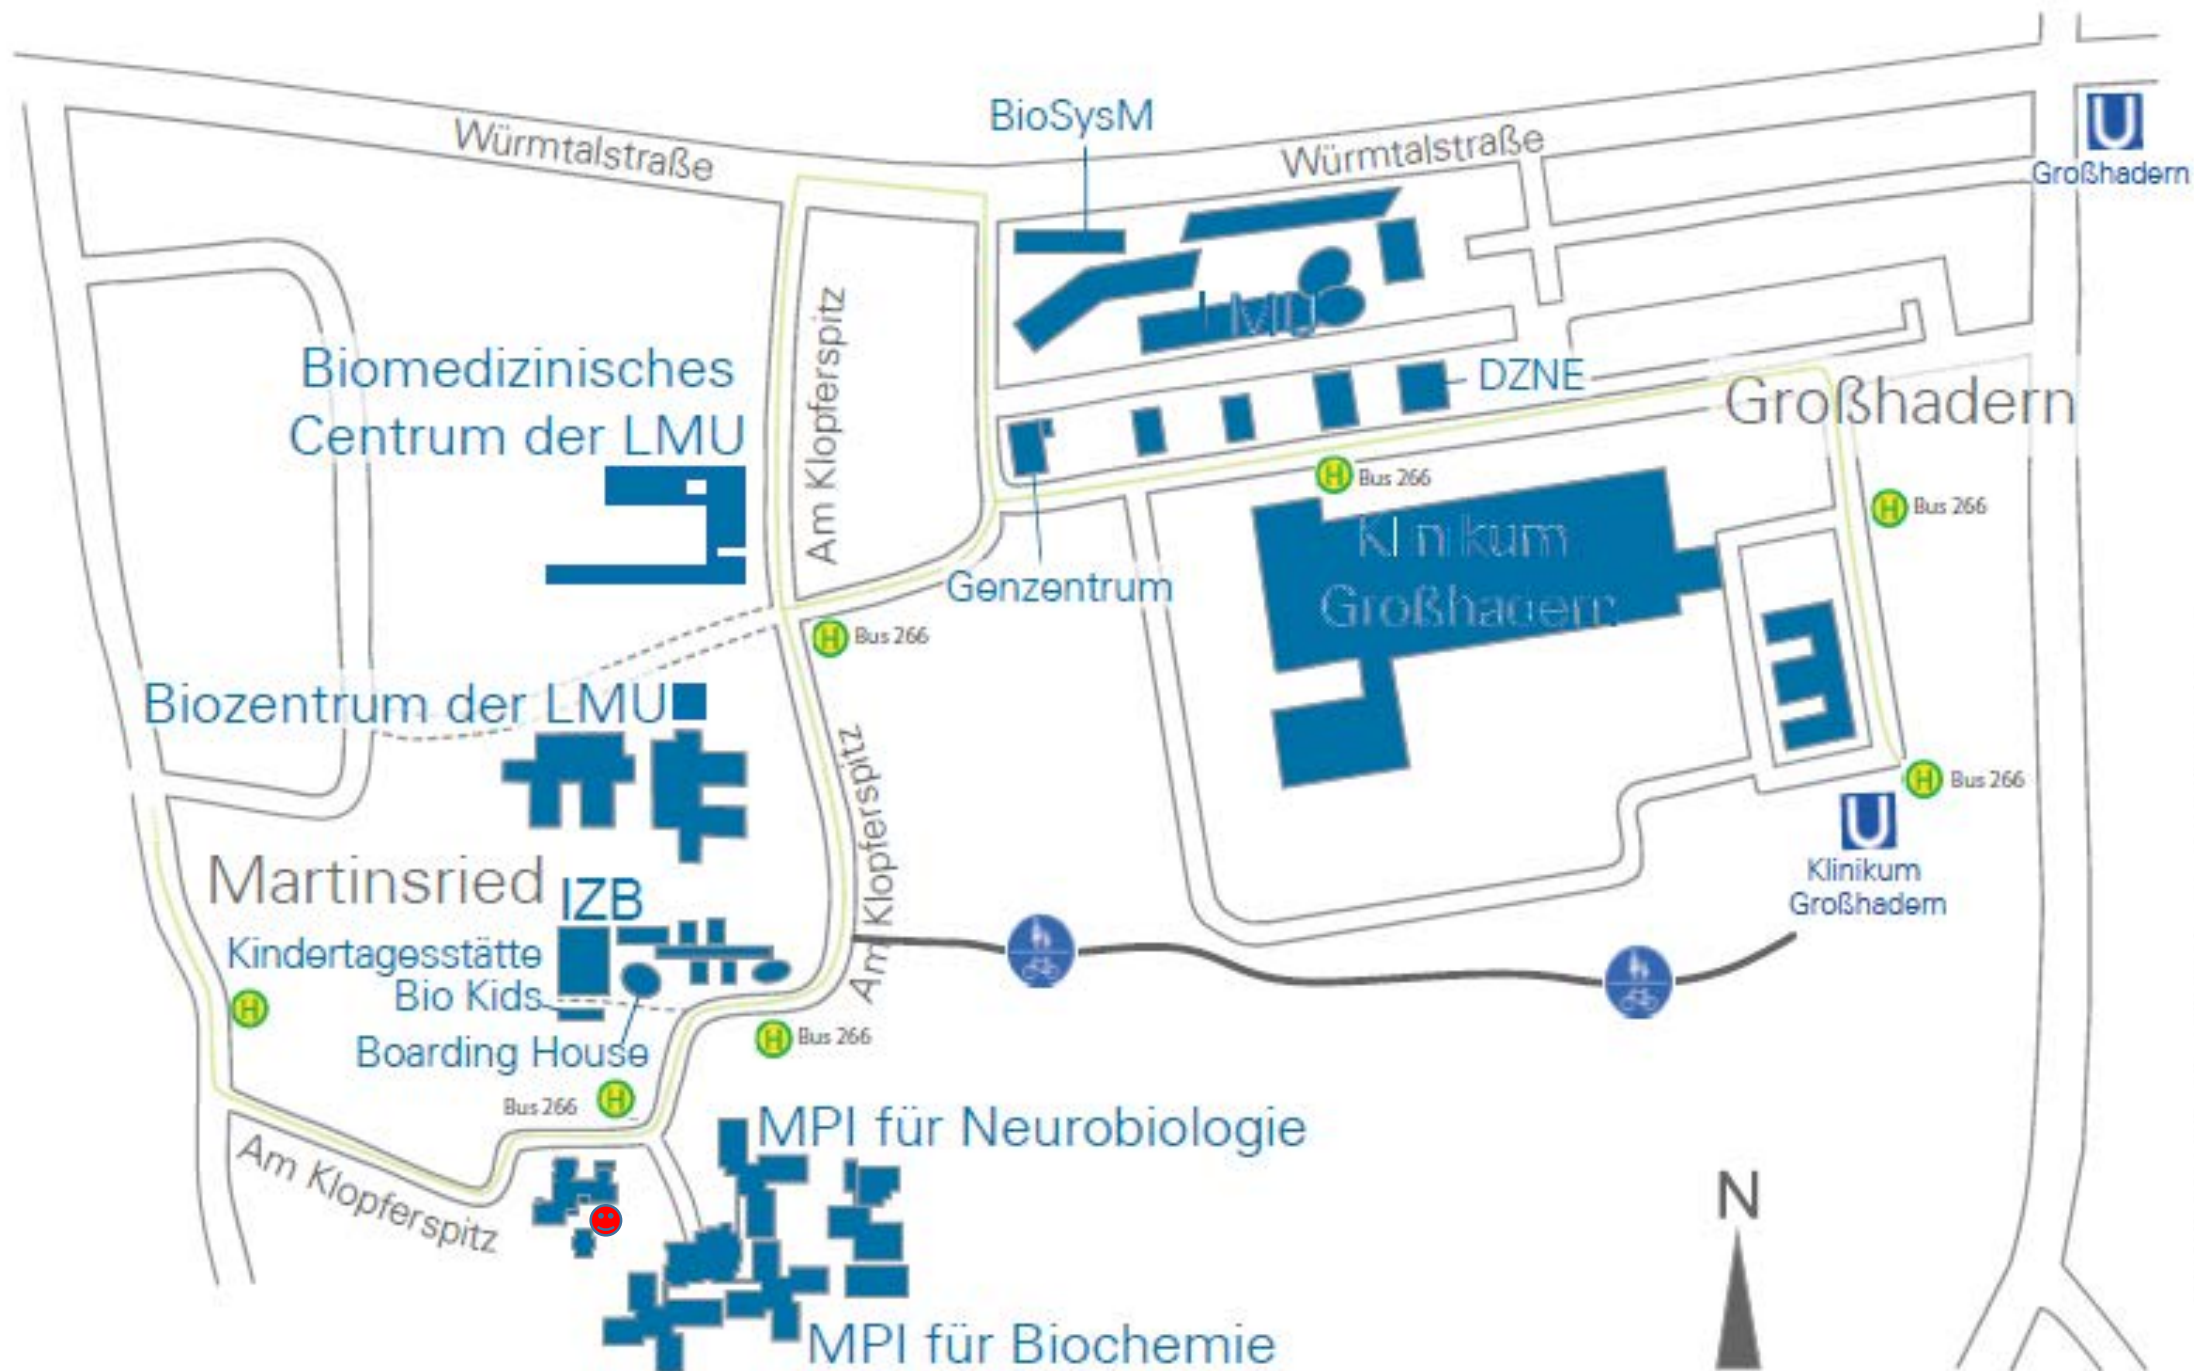 BioSysM
Würmtalstraße
Würmtalstraße
U
Großhadern
Am Klopferspitz
LMU
Biomedizinisches
Centrum der LMU
DZNE
Großhadern
H Bus 266
H Bus 266
Klinikum
Großhadern
Genzentrum
H Bus 266
Biozentrum der LMU
Am Klopferspitz
H Bus 266
U
Klinikum
Großhadern
Martinsried
IZB
Kindertagesstätte
Bio Kids
H
Boarding House
H Bus 266
Bus 266 H
MPI für Neurobiologie
Am Klopferspitz
N
MPI für Biochemie